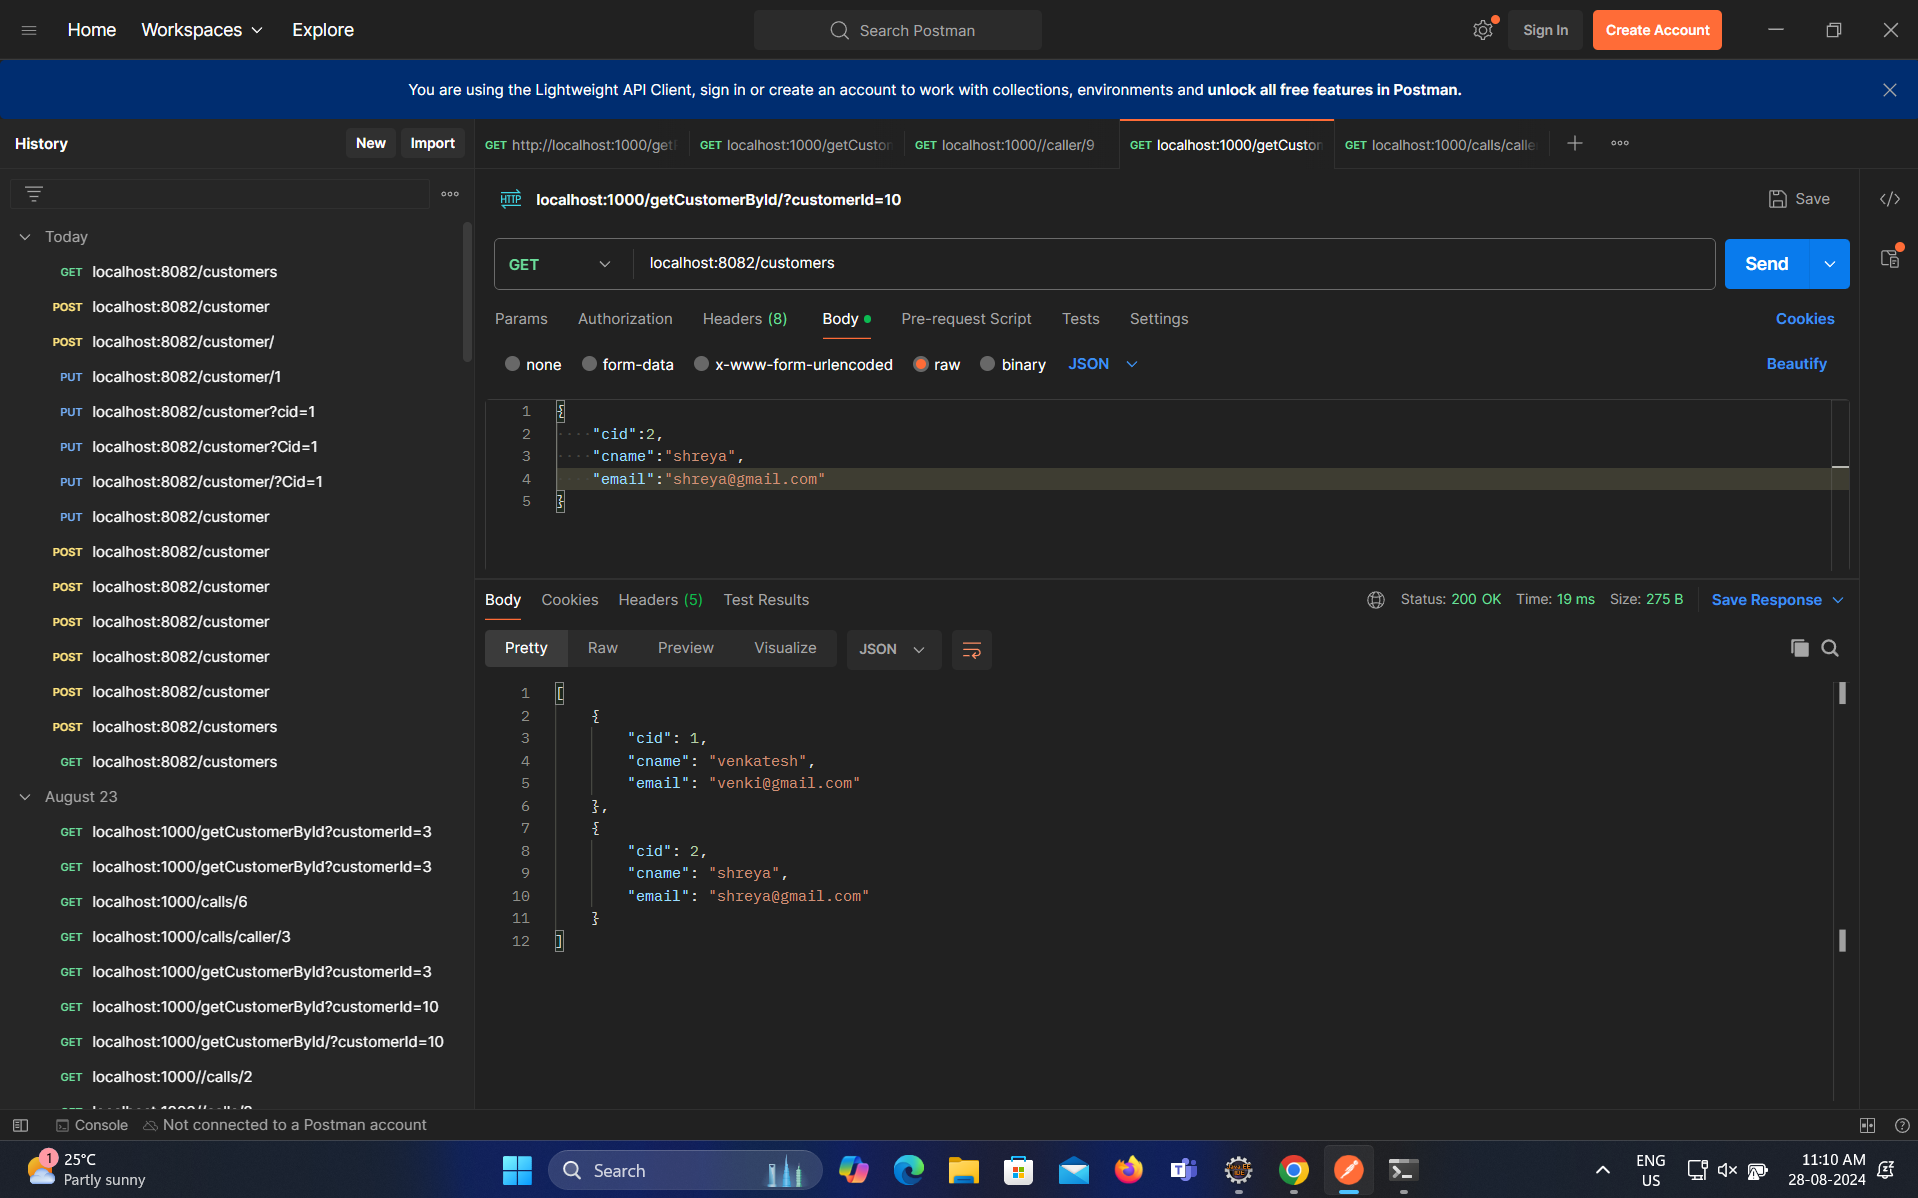 Home Workspaces Explore Search Postman Sign In Create Account
You are using the Lightweight API Client, sign in or create an account to work with collections, environments and unlock all free features in Postman.
History New Import
GET http://localhost:1000/get GET localhost:1000/getCustom GET localhost:1000//caller/9 GET localhost:1000/getCustom GET localhost:1000/calls/calle
HTTP localhost:1000/getCustomerById/?customerId=10 Save
GET localhost:8082/customers Send
Params Authorization Headers (8) Body Pre-request Script Tests Settings Cookies
none form-data x-www-form-urlencoded raw binary JSON Beautify
1 {
2 "cid":2,
3 "cname":"shreya",
4 "email":"shreya@gmail.com"
5 }
Today
GET localhost:8082/customers
POST localhost:8082/customer
POST localhost:8082/customer/
PUT localhost:8082/customer/1
PUT localhost:8082/customer?cid=1
PUT localhost:8082/customer?Cid=1
PUT localhost:8082/customer/?Cid=1
PUT localhost:8082/customer
POST localhost:8082/customer
POST localhost:8082/customer
POST localhost:8082/customer
POST localhost:8082/customer
POST localhost:8082/customer
POST localhost:8082/customers
GET localhost:8082/customers
August 23
GET localhost:1000/getCustomerById?customerId=3
GET localhost:1000/getCustomerById?customerId=3
GET localhost:1000/calls/6
GET localhost:1000/calls/caller/3
GET localhost:1000/getCustomerById?customerId=3
GET localhost:1000/getCustomerById?customerId=10
GET localhost:1000/getCustomerById/?customerId=10
GET localhost:1000//calls/2
Body Cookies Headers (5) Test Results Status: 200 OK Time: 19 ms Size: 275 B Save Response
Pretty Raw Preview Visualize JSON
1 [
2 {
3 "cid": 1,
4 "cname": "venkatesh",
5 "email": "venki@gmail.com"
6 },
7 {
8 "cid": 2,
9 "cname": "shreya",
10 "email": "shreya@gmail.com"
11 }
12 ]
Console Not connected to a Postman account
1 25°C
Partly sunny
Search
ENG
US
11:10 AM
28-08-2024